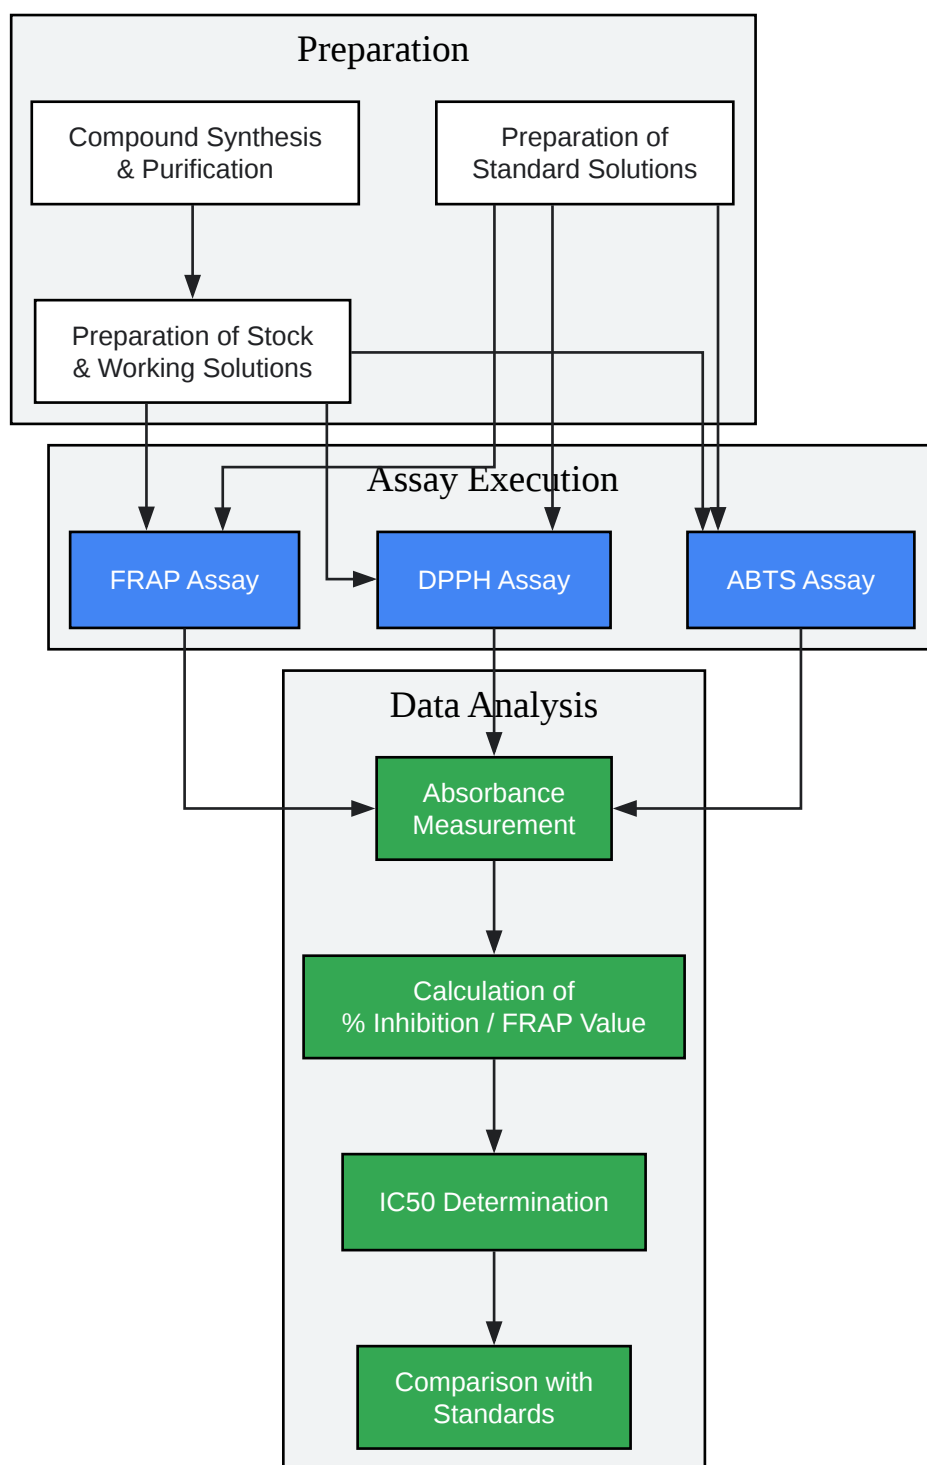 Preparation
Compound Synthesis
& Purification
Preparation of
Standard Solutions
Preparation of Stock
& Working Solutions
Assay Execution
FRAP Assay
DPPH Assay
ABTS Assay
Data Analysis
Absorbance
Measurement
Calculation of
% Inhibition / FRAP Value
IC50 Determination
Comparison with
Standards